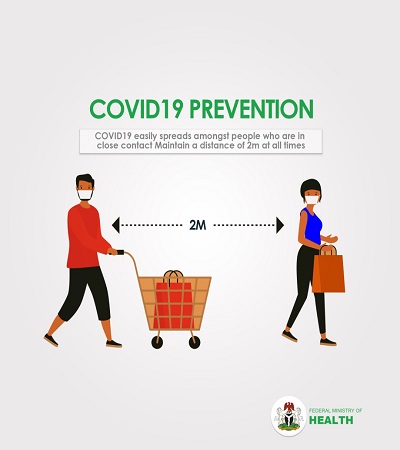 COVID19 PREVENTION
COVID19 easily spreads amongst people who are in
close contact Maintain a distance of 2m at all times
2M
FEDERAL MINISTRY OF
HEALTH